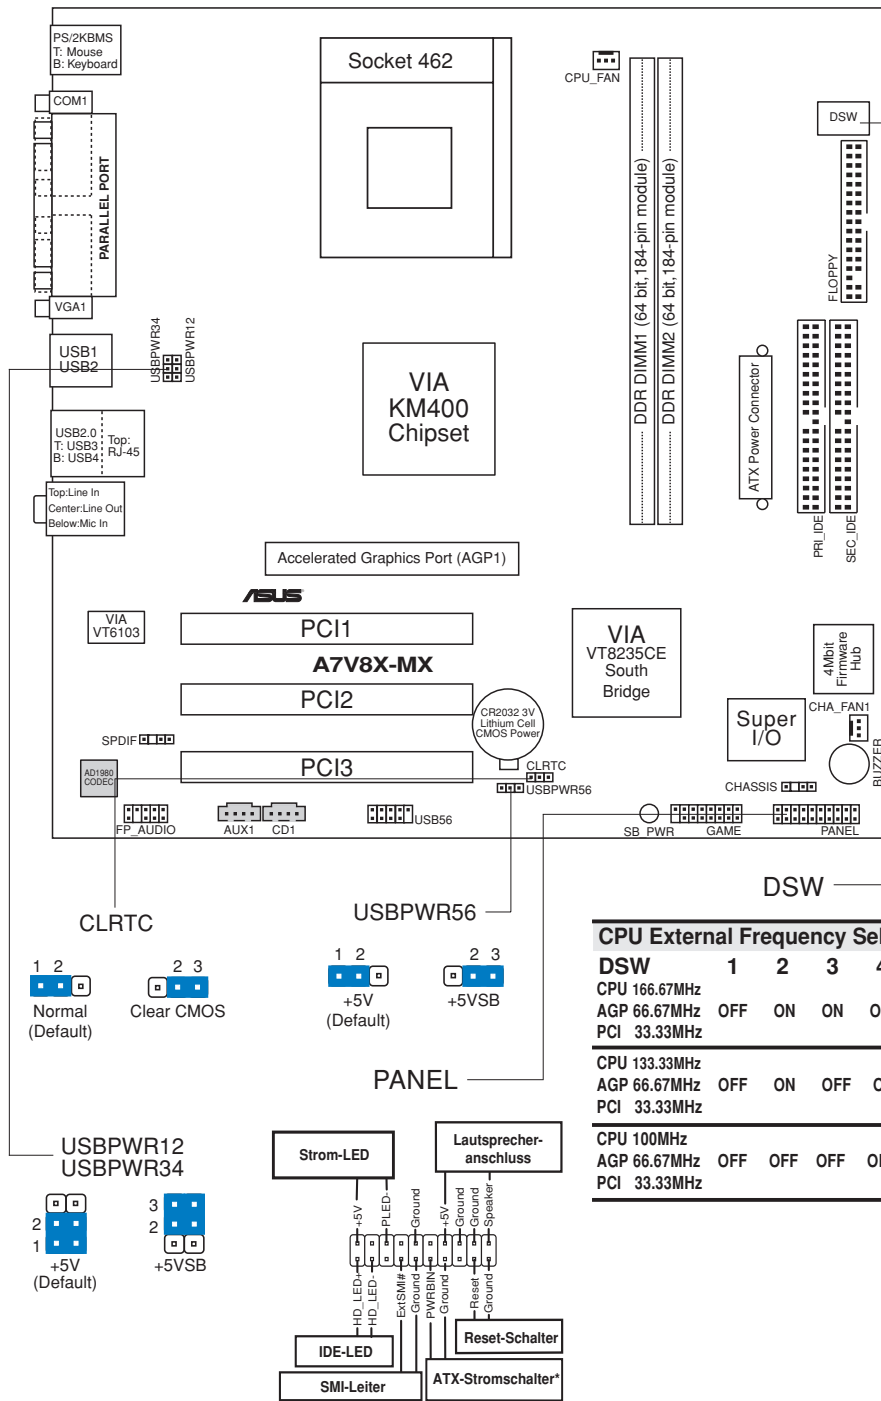 PS/2KBMS
T: Mouse
B: Keyboard
COM1
PARALLEL PORT
VGA1
USB1
USB2
USBPWR34
USBPWR12
USB2.0
T: USB3
B: USB4
Top:
RJ-45
Top:Line In
Center:Line Out
Below:Mic In
Socket 462
CPU_FAN
DDR DIMM1 (64 bit,184-pin module)
DDR DIMM2 (64 bit,184-pin module)
DSW
FLOPPY
VIA
KM400
Chipset
ATX Power Connector
PRI_IDE
SEC_IDE
Accelerated Graphics Port (AGP1)
ASUS
VIA
VT6103
PCI1
A7V8X-MX
PCI2
PCI3
VIA
VT8235CE
South
Bridge
4Mbit
Firmware
Hub
CR2032 3V
Lithium Cell
CMOS Power
Super
I/O
CHA_FAN1
BUZZER
SPDIF
AD1980
CODEC
CLRTC
USBPWR56
CHASSIS
FP_AUDIO
AUX1
CD1
USB56
SB_PWR
GAME
PANEL
CLRTC
1 2
Normal
(Default)
2 3
Clear CMOS
USBPWR56
1 2
+5V
(Default)
2 3
+5VSB
DSW
CPU External Frequency Sel
DSW 1 2 3 4
CPU 166.67MHz
AGP 66.67MHz OFF ON ON
PCI 33.33MHz
CPU 133.33MHz
AGP 66.67MHz OFF ON OFF
PCI 33.33MHz
CPU 100MHz
AGP 66.67MHz OFF OFF OFF
PCI 33.33MHz
USBPWR12
USBPWR34
2
1
+5V
(Default)
3
2
+5VSB
PANEL
Strom-LED
Lautsprecher-
anschluss
+5V
PLED-
Ground
+5V
Ground
Ground
Speaker
HD_LED+
HD_LED-
ExtSMI#
Ground
PWRBIN
Ground
Reset
Ground
Reset-Schalter
IDE-LED
SMI-Leiter
ATX-Stromschalter*